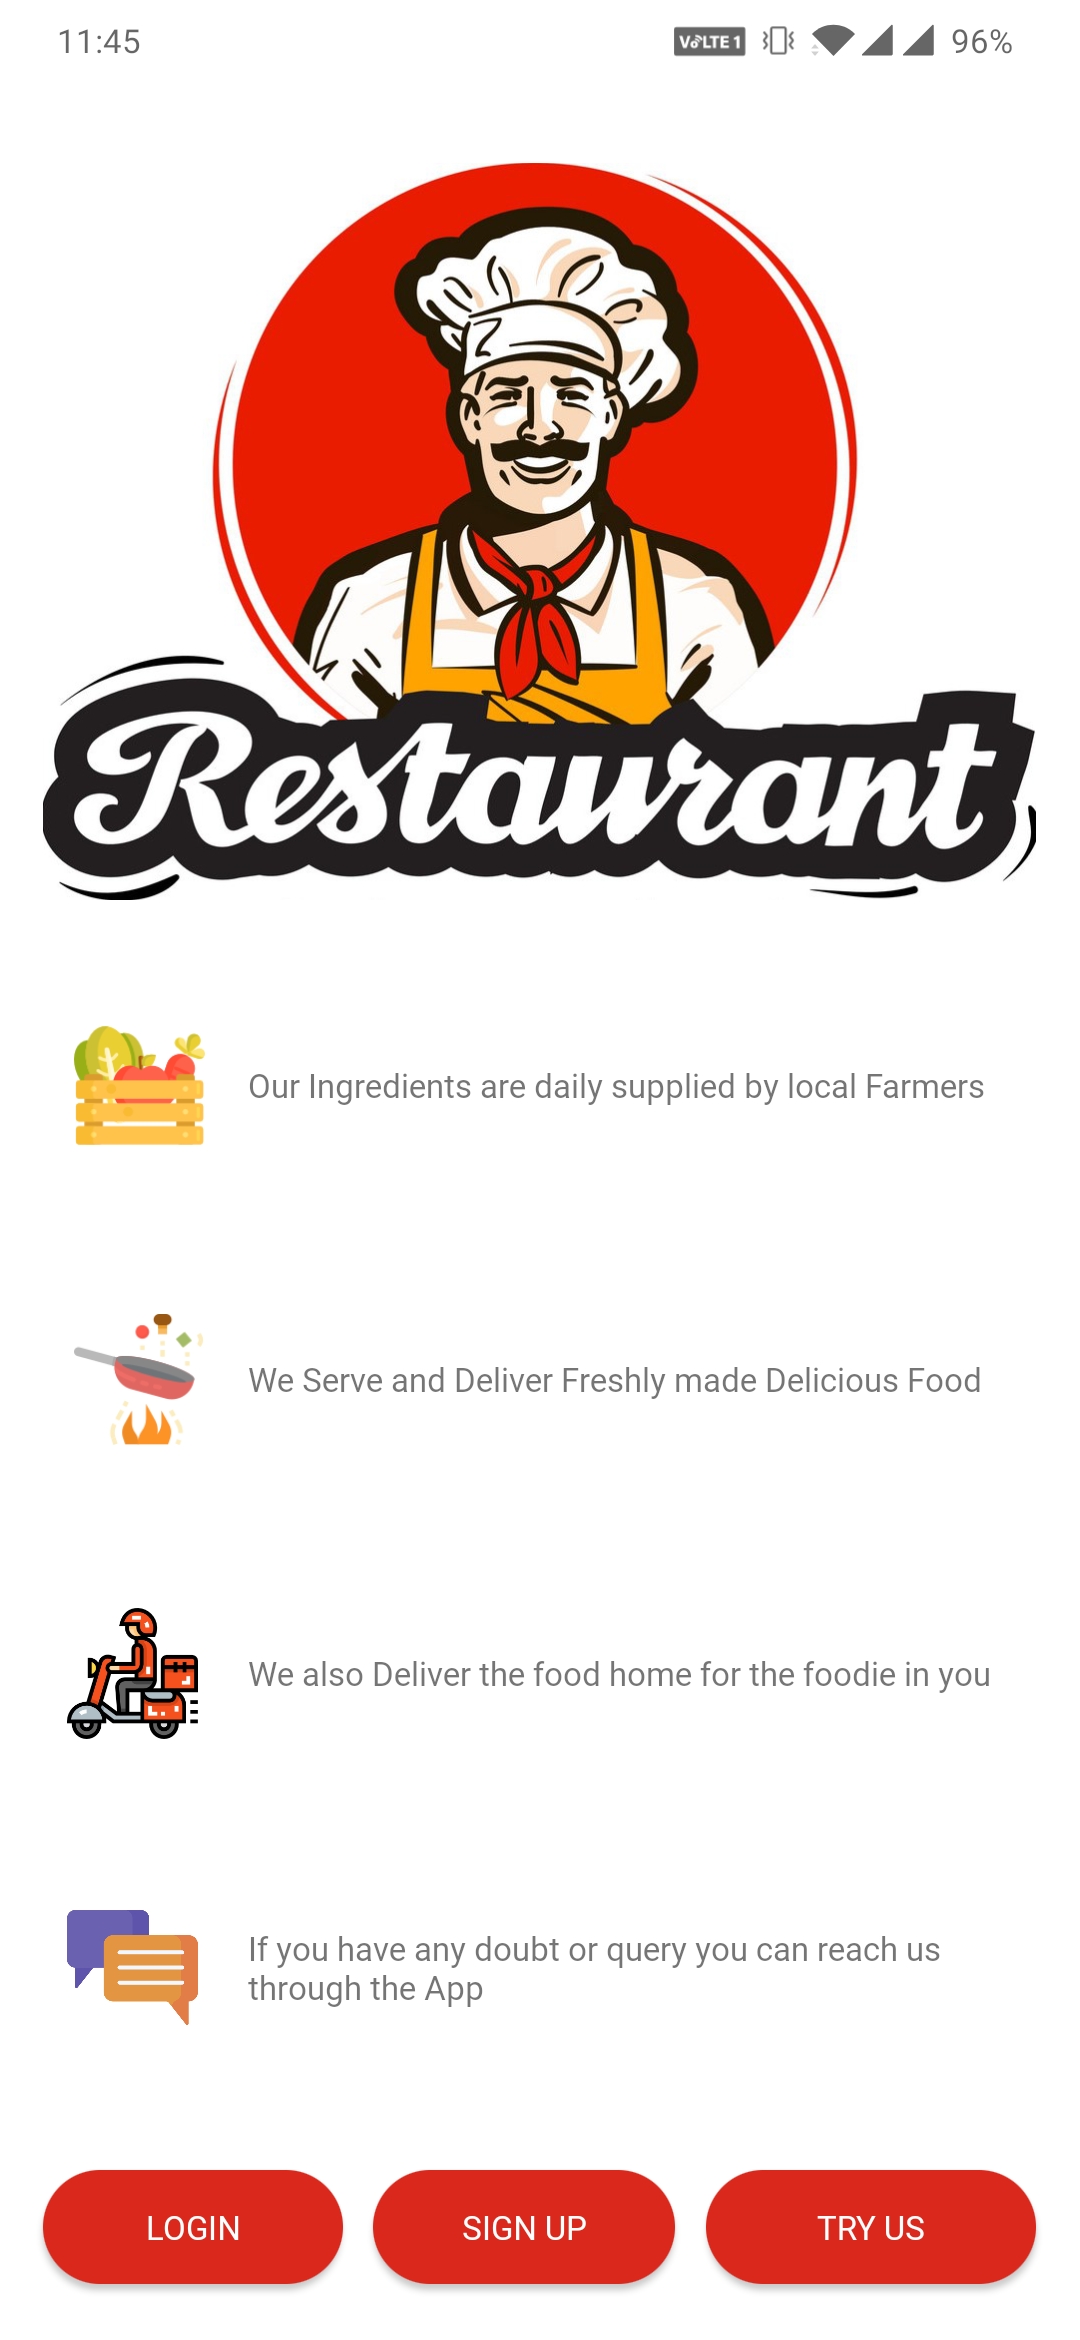 11:45
VoLTE 1
96%
Restaurant
Our Ingredients are daily supplied by local Farmers
We Serve and Deliver Freshly made Delicious Food
We also Deliver the food home for the foodie in you
If you have any doubt or query you can reach us
through the App
LOGIN
SIGN UP
TRY US